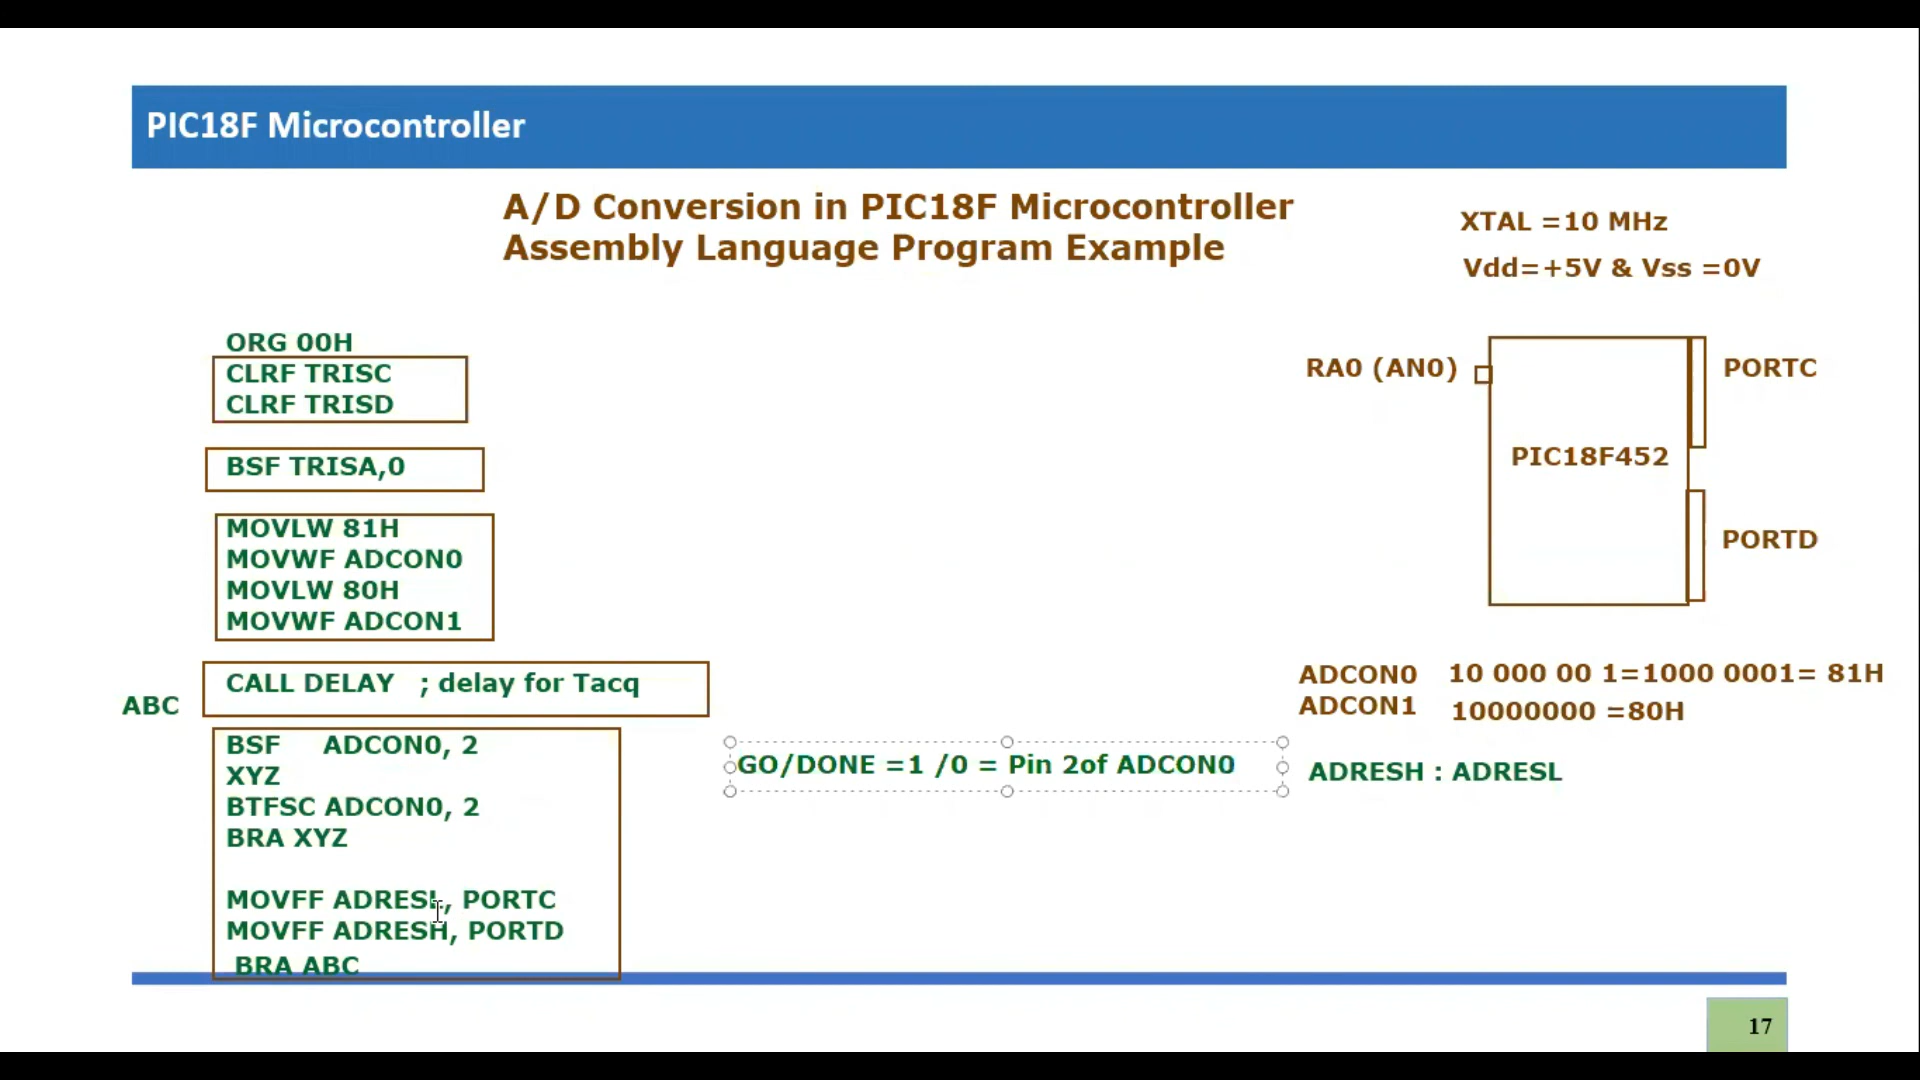 PIC18F Microcontroller
A/D Conversion in PIC18F Microcontroller
Assembly Language Program Example
XTAL =10 MHz
Vdd=+5V & Vss =0V
ORG 00H
CLRF TRISC
CLRF TRISD
BSF TRISA,0
MOVLW 81H
MOVWF ADCON0
MOVLW 80H
MOVWF ADCON1
CALL DELAY ; delay for Tacq
ABC
BSF ADCON0, 2
XYZ
BTFSC ADCON0, 2
BRA XYZ
MOVFF ADRESL, PORTC
MOVFF ADRESH, PORTD
BRA ABC
GO/DONE =1 /0 = Pin 2of ADCON0
RA0 (AN0)
PORTC
PIC18F452
PORTD
ADCON0 10 000 00 1=1000 0001= 81H
ADCON1 10000000 =80H
ADRESH : ADRESL
17